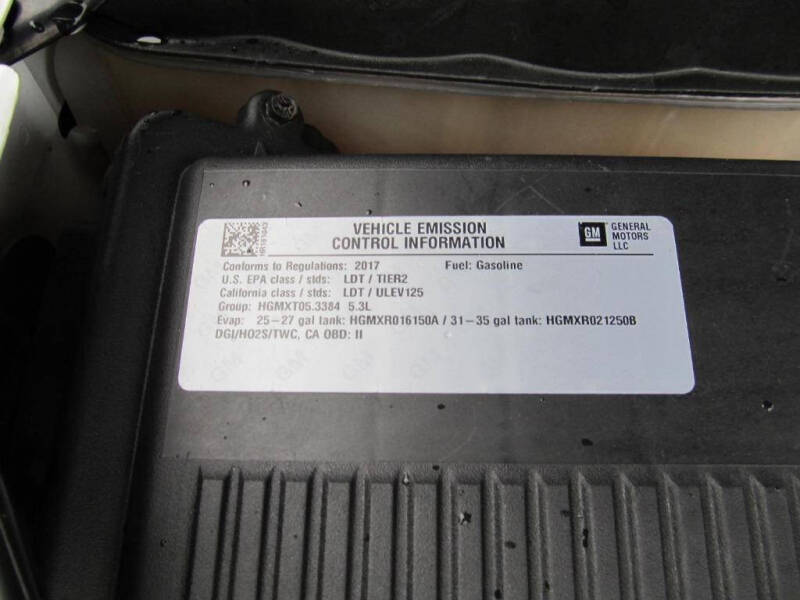 VEHICLE EMISSION
CONTROL INFORMATION
GM
GENERAL
MOTORS
LLC
Conforms to Regulations: 2017 Fuel: Gasoline
U.S. EPA class / stds: LDT / TIER2
California class / stds: LDT / ULEV125
Group: HGMXT05.3384 5.3L
Evap: 25-27 gal tank: HGMXR016150A / 31-35 gal tank: HGMXR021250B
DGI/HO2S/TWC, CA OBD: II